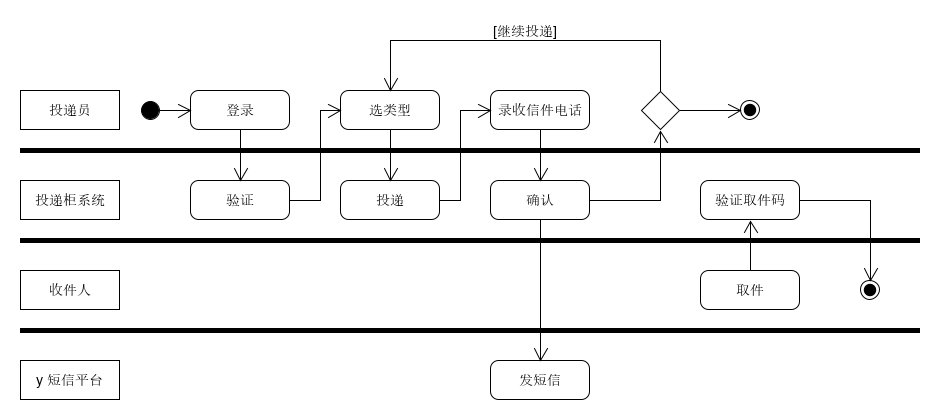 [继续投递]
投递员
登录
选类型
录收信件电话
投递柜系统
验证
投递
确认
验证取件码
收件人
取件
y 短信平台
发短信